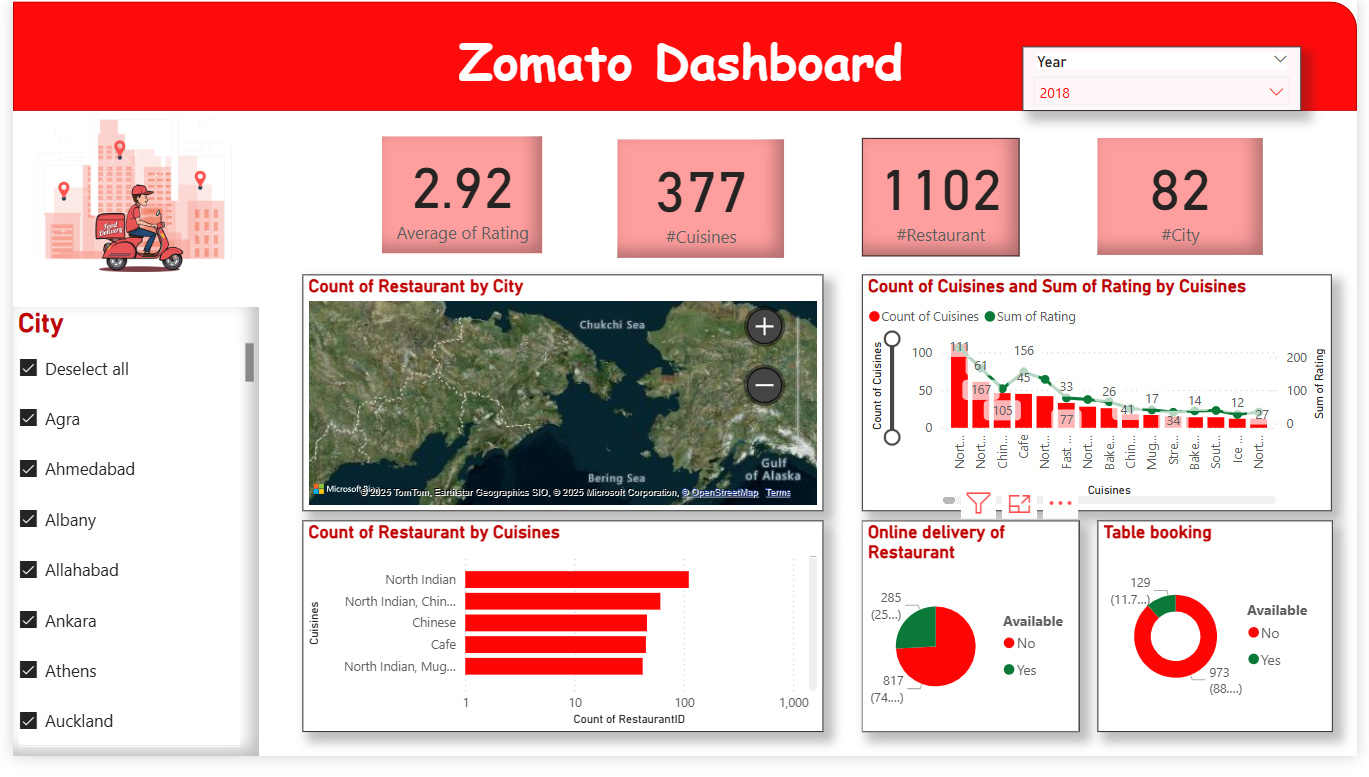 Zomato Dashboard
Year
2018
Food
Delivery
2.92
Average of Rating
377
#Cuisines
1102
#Restaurant
82
#City
City
Deselect all
Agra
Ahmedabad
Albany
Allahabad
Ankara
Athens
Auckland
Count of Restaurant by City
Chukchi Sea
Bering Sea
Gulf
of Alaska
Microsoft
© 2025 TomTom, Earthstar Geographics SIO, © 2025 Microsoft Corporation, © OpenStreetMap Terms
Count of Cuisines and Sum of Rating by Cuisines
Count of Cuisines Sum of Rating
Count of Cuisines
100
50
0
111
61
167
105
156
45
33
77
26
41
17
34
14
12
27
200
100
0
Sum of Rating
Nort...
Nort...
Chin...
Cafe
Nort...
Fast ...
Nort...
Bake...
Chin...
Mug...
Stre...
Bake...
Sout...
Ice ...
Nort...
Cuisines
Count of Restaurant by Cuisines
Cuisines
North Indian
North Indian, Chin...
Chinese
Cafe
North Indian, Mug...
1 10 100 1,000
Count of RestaurantID
Online delivery of
Restaurant
285
(25...)
817
(74....)
Available
No
Yes
Table booking
129
(11.7...)
973
(88....)
Available
No
Yes